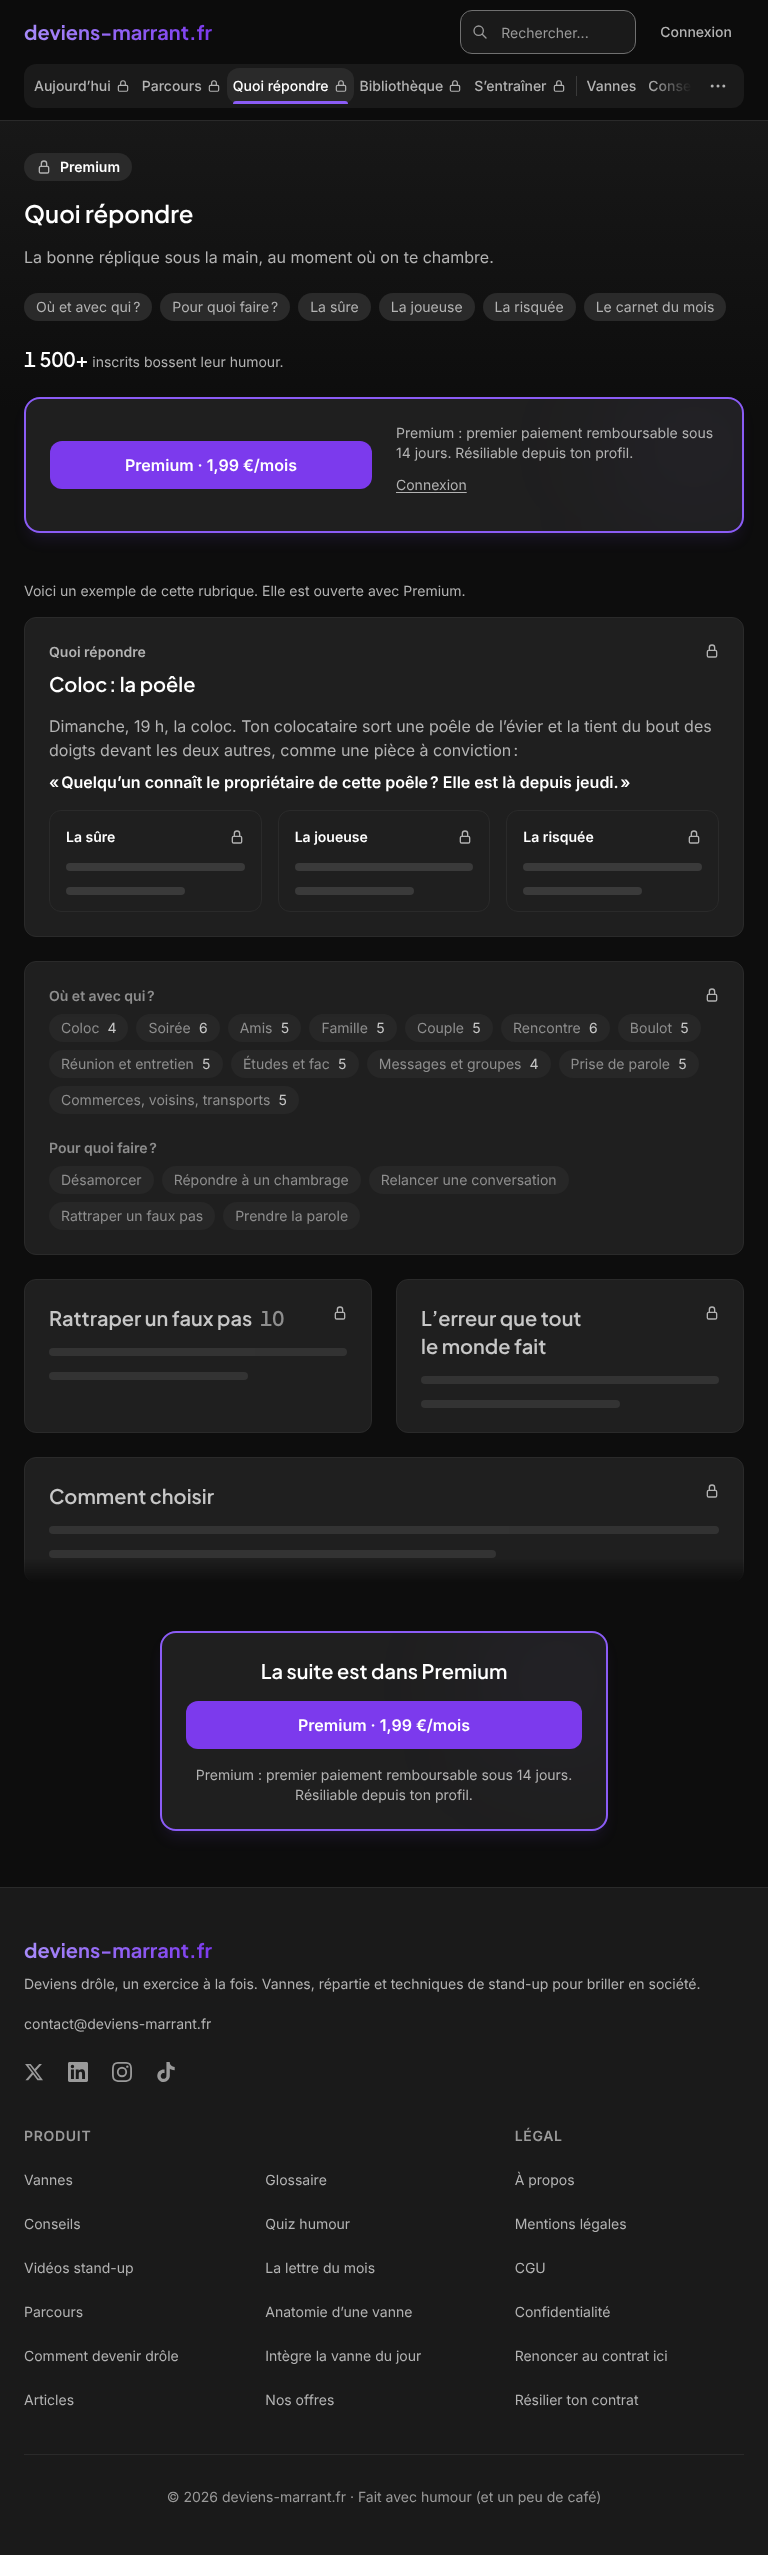 deviens-marrant.fr
Rechercher...
Connexion
Aujourd’hui
Parcours
Quoi répondre
Bibliothèque
S’entraîner
Vannes
Premium
Quoi répondre
La bonne réplique sous la main, au moment où on te chambre.
Où et avec qui ?
Pour quoi faire ?
La sûre
La joueuse
La risquée
Le carnet du mois
1 500+ inscrits bossent leur humour.
Premium · 1,99 €/mois
Premium : premier paiement remboursable sous
14 jours. Résiliable depuis ton profil.
Connexion
Voici un exemple de cette rubrique. Elle est ouverte avec Premium.
Quoi répondre
Coloc : la poêle
Dimanche, 19 h, la coloc. Ton colocataire sort une poêle de l’évier et la tient du bout des
doigts devant les deux autres, comme une pièce à conviction :
« Quelqu’un connaît le propriétaire de cette poêle ? Elle est là depuis jeudi. »
La sûre
La joueuse
La risquée
Où et avec qui ?
Coloc 4
Soirée 6
Amis 5
Famille 5
Couple 5
Rencontre 6
Boulot 5
Réunion et entretien 5
Études et fac 5
Messages et groupes 4
Prise de parole 5
Commerces, voisins, transports 5
Pour quoi faire ?
Désamorcer
Répondre à un chambrage
Relancer une conversation
Rattraper un faux pas
Prendre la parole
Rattraper un faux pas 10
L’erreur que tout
le monde fait
Comment choisir
La suite est dans Premium
Premium · 1,99 €/mois
Premium : premier paiement remboursable sous 14 jours.
Résiliable depuis ton profil.
deviens-marrant.fr
Deviens drôle, un exercice à la fois. Vannes, répartie et techniques de stand-up pour briller en société.
contact@deviens-marrant.fr
PRODUIT
Vannes
Conseils
Vidéos stand-up
Parcours
Comment devenir drôle
Articles
Glossaire
Quiz humour
La lettre du mois
Anatomie d’une vanne
Intègre la vanne du jour
Nos offres
LÉGAL
À propos
Mentions légales
CGU
Confidentialité
Renoncer au contrat ici
Résilier ton contrat
© 2026 deviens-marrant.fr · Fait avec humour (et un peu de café)